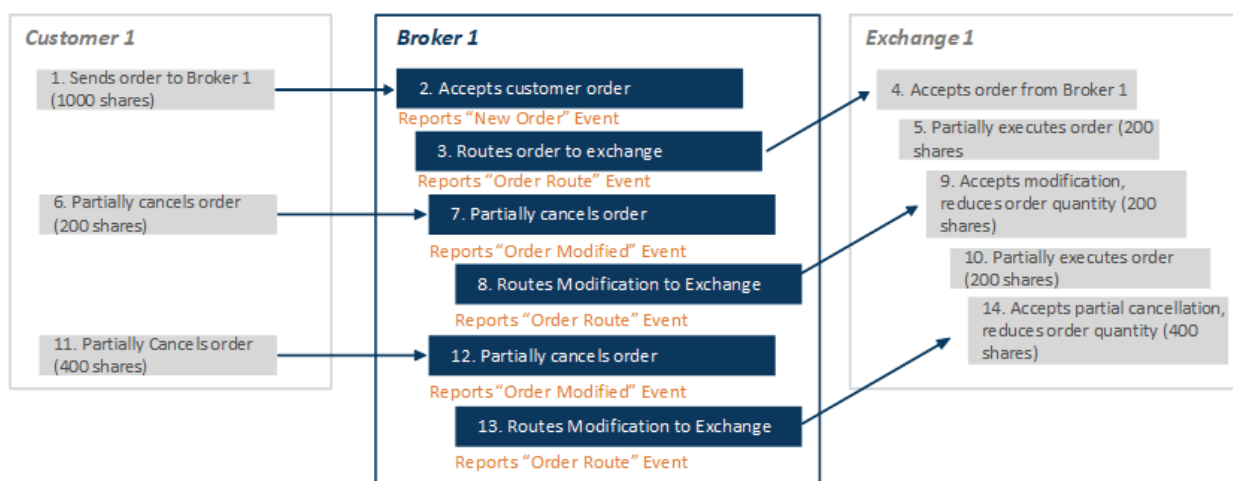 Customer 1
1. Sends order to Broker 1
(1000 shares)
6. Partially cancels order
(200 shares)
11. Partially Cancels order
(400 shares)
Broker 1
2. Accepts customer order
Reports “New Order” Event
3. Routes order to exchange
Reports “Order Route” Event
7. Partially cancels order
Reports “Order Modified” Event
8. Routes Modification to Exchange
Reports “Order Route” Event
12. Partially cancels order
Reports “Order Modified” Event
13. Routes Modification to Exchange
Reports “Order Route” Event
Exchange 1
4. Accepts order from Broker 1
5. Partially executes order (200
shares
9. Accepts modification,
reduces order quantity (200
shares)
10. Partially executes order
(200 shares)
14. Accepts partial cancellation,
reduces order quantity (400
shares)